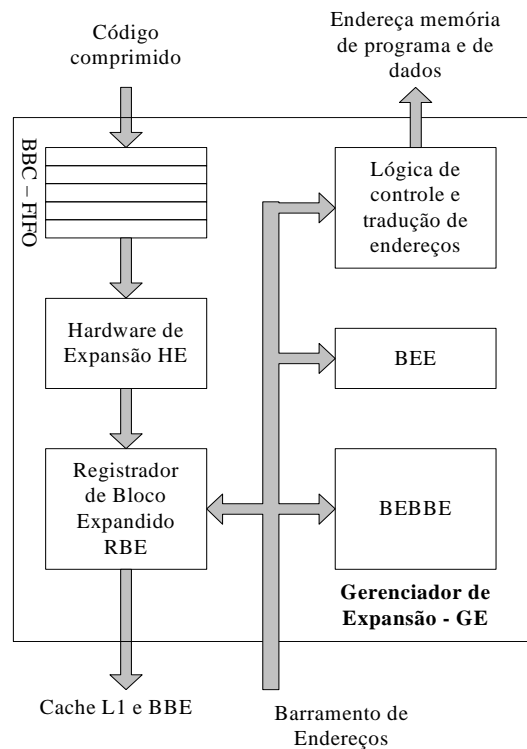 Código
comprimido
Endereça memória
de programa e de
dados
BBC – FIFO
Lógica de
controle e
tradução de
endereços
Hardware de
Expansão HE
BEE
Registrador
de Bloco
Expandido
RBE
BEBBE
Gerenciador de
Expansão - GE
Cache L1 e BBE
Barramento de
Endereços